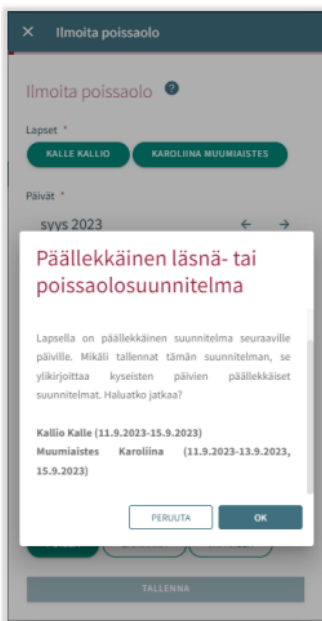 Ilmoita poissaolo
Ilmoita poissaolo ?
Lapset *
KALLE KALLIO KAROLIINA MUUMIAISTES
Päivät *
syys 2023
Päällekkäinen läsnä- tai
poissaolosuunnitelma
Lapsella on päällekkäinen suunnitelma seuraaville
päiville. Mikäli tallennat tämän suunnitelman, se
ylikirjoittaa kyseisten päivien päällekkäiset
suunnitelmat. Haluatko jatkaa?
Kallio Kalle (11.9.2023-15.9.2023)
Muumiaistes Karoliina (11.9.2023-13.9.2023,
15.9.2023)
PERUUTA OK
TALLENNA